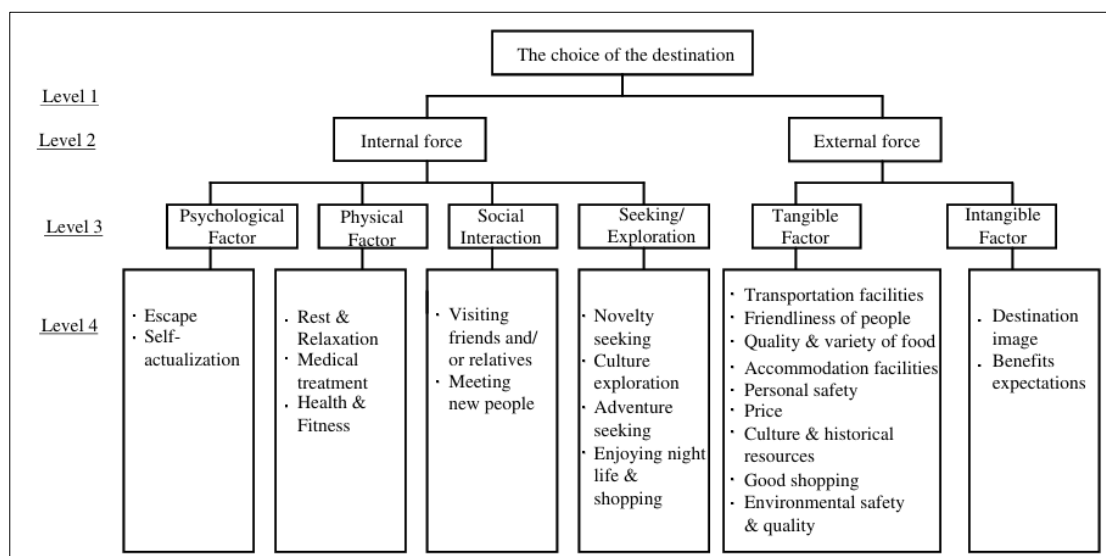 The choice of the destination
Level 1
Level 2
Internal force
External force
Level 3
Psychological
Factor
Physical
Factor
Social
Interaction
Seeking/
Exploration
Tangible
Factor
Intangible
Factor
Level 4
· Escape
· Self-
actualization
· Rest &
Relaxation
· Medical
treatment
· Health &
Fitness
· Visiting
friends and/
or relatives
· Meeting
new people
· Novelty
seeking
· Culture
exploration
· Adventure
seeking
· Enjoying night
life &
shopping
· Transportation facilities
· Friendliness of people
· Quality & variety of food
· Accommodation facilities
· Personal safety
· Price
· Culture & historical
resources
· Good shopping
· Environmental safety
& quality
· Destination
image
· Benefits
expectations